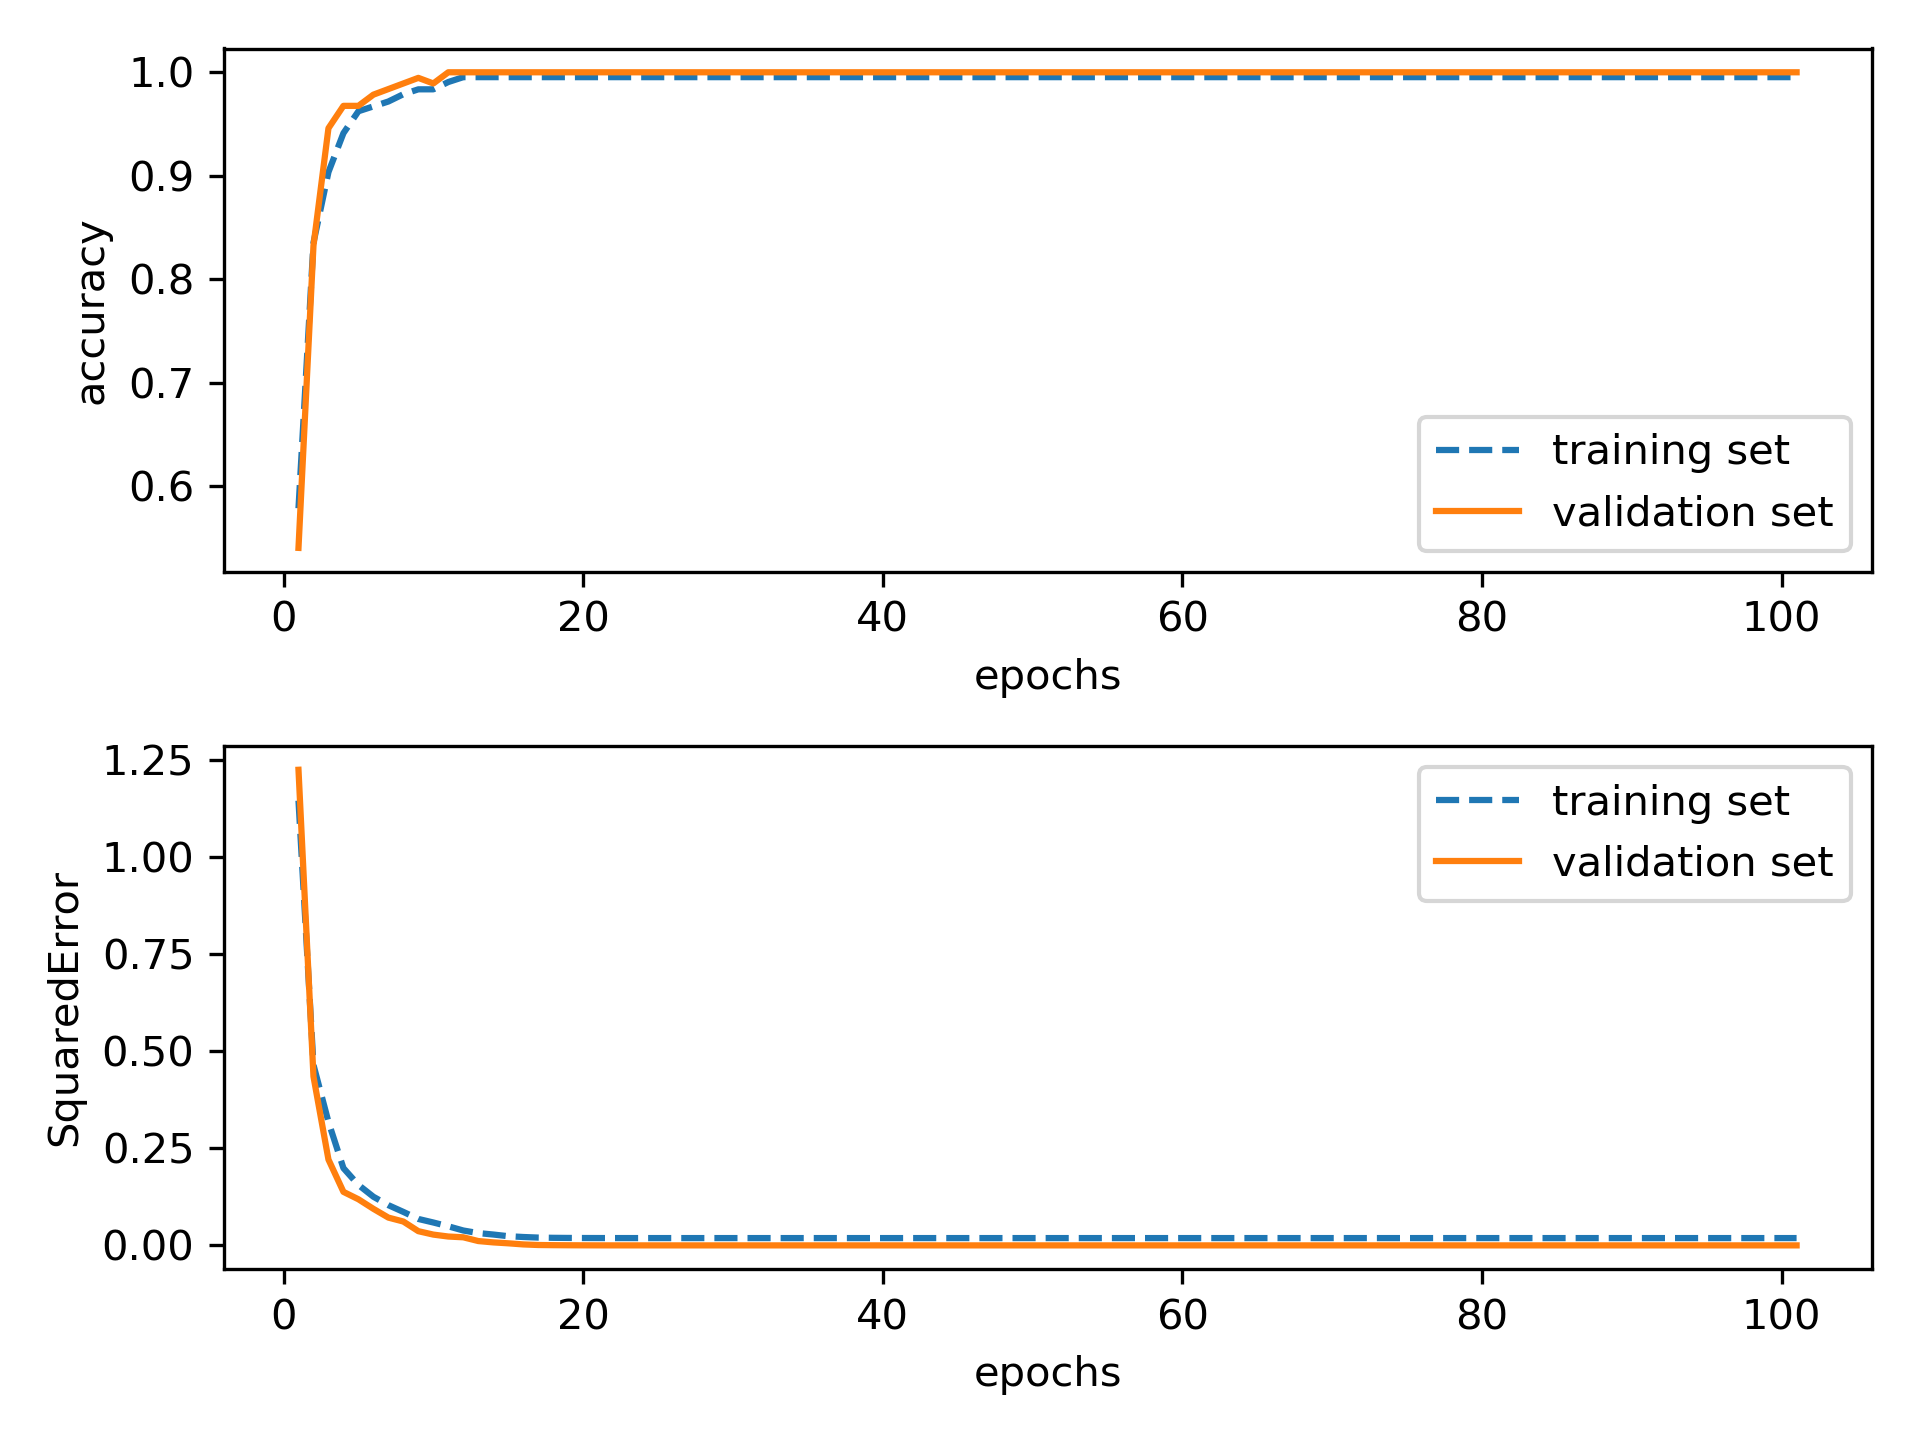 1.0
0.9
0.8
0.7
0.6
accuracy
training set
validation set
0 20 40 60 80 100
epochs
1.25
1.00
0.75
0.50
0.25
0.00
SquaredError
training set
validation set
0 20 40 60 80 100
epochs